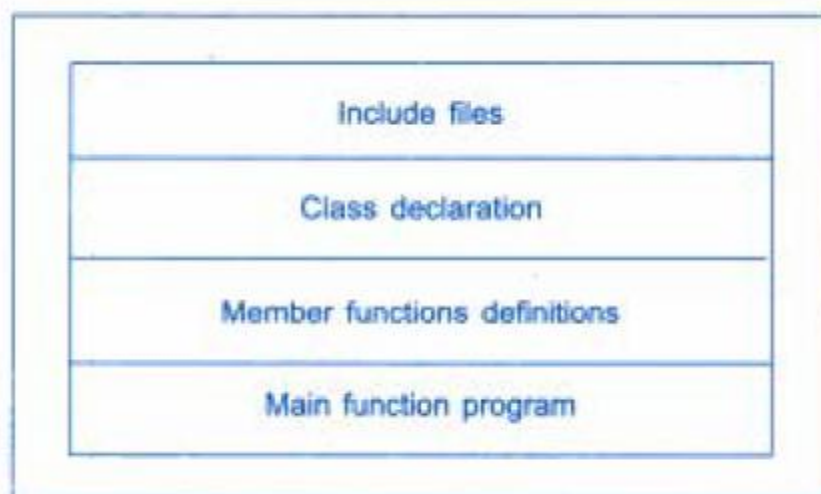 Include files
Class declaration
Member functions definitions
Main function program